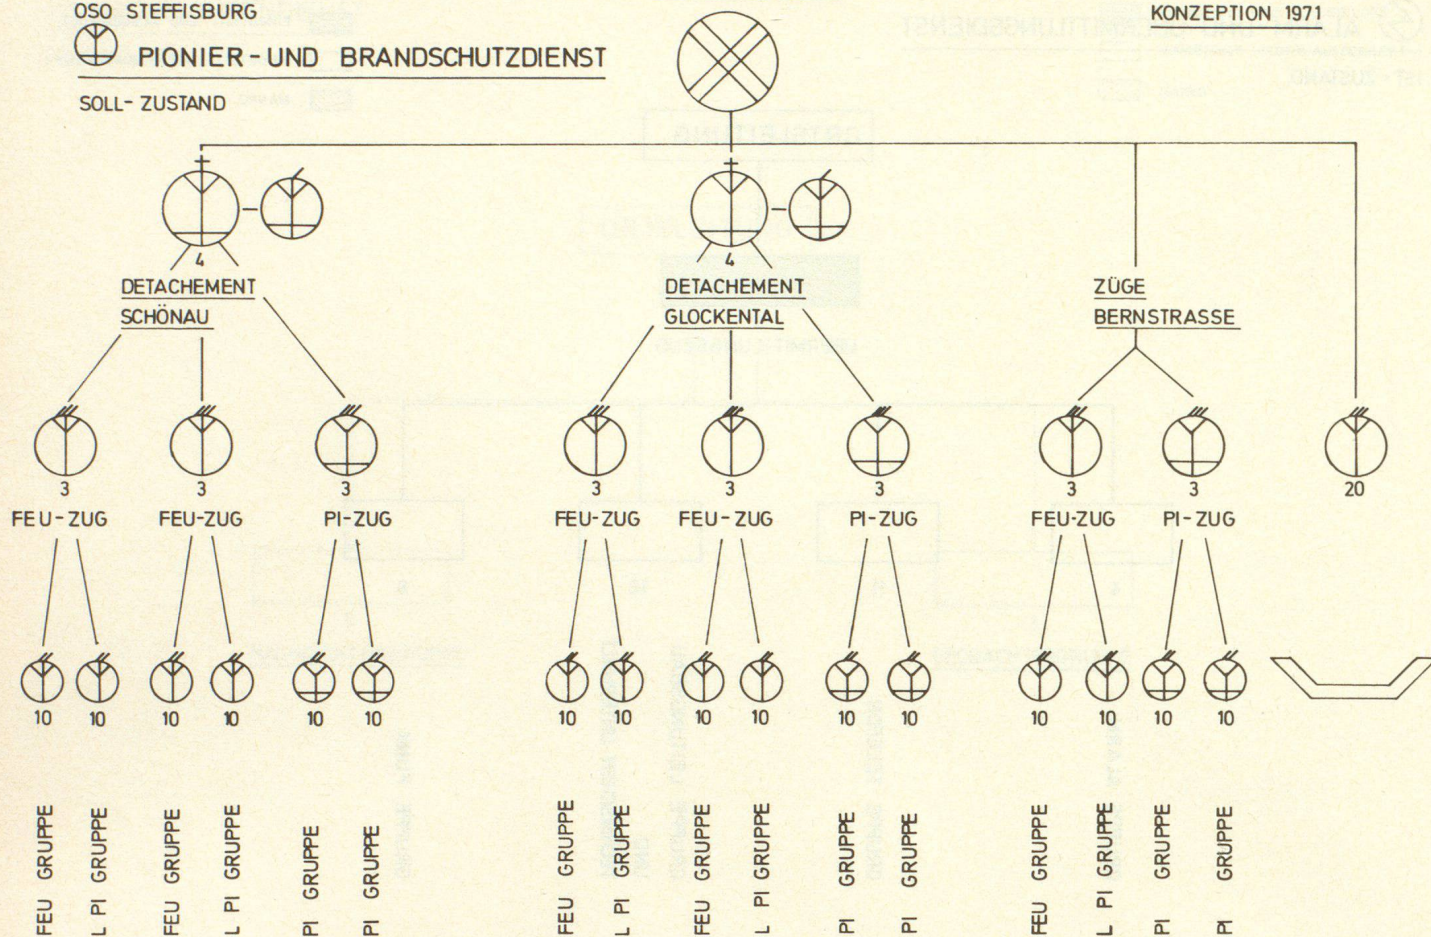 OSO STEFFISBURG
KONZEPTION 1971
PIONIER-UND BRANDSCHUTZDIENST
SOLL-ZUSTAND
4
4
DETACHEMENT
SCHÖNAU
DETACHEMENT
GLOCKENTAL
ZÜGE
BERNSTRASSE
3 3 3 3 3 3 3 3 20
FEU-ZUG FEU-ZUG PI-ZUG FEU-ZUG FEU-ZUG PI-ZUG FEU-ZUG PI-ZUG
10 10 10 10 10 10 10 10 10 10 10 10 10 10 10 10
FEU GRUPPE
L PI GRUPPE
FEU GRUPPE
L PI GRUPPE
PI GRUPPE
PI GRUPPE
FEU GRUPPE
L PI GRUPPE
FEU GRUPPE
L PI GRUPPE
PI GRUPPE
PI GRUPPE
FEU GRUPPE
L PI GRUPPE
PI GRUPPE
PI GRUPPE